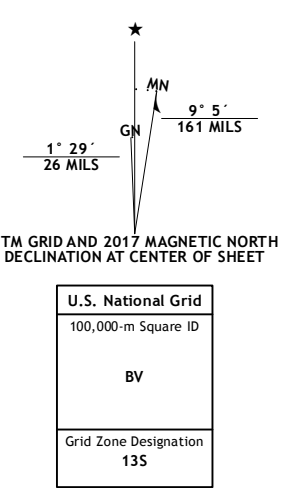 ★
MN
GN
9° 5´
161 MILS
1° 29´
26 MILS
TM GRID AND 2017 MAGNETIC NORTH
DECLINATION AT CENTER OF SHEET
U.S. National Grid
100,000-m Square ID
BV
Grid Zone Designation
13S